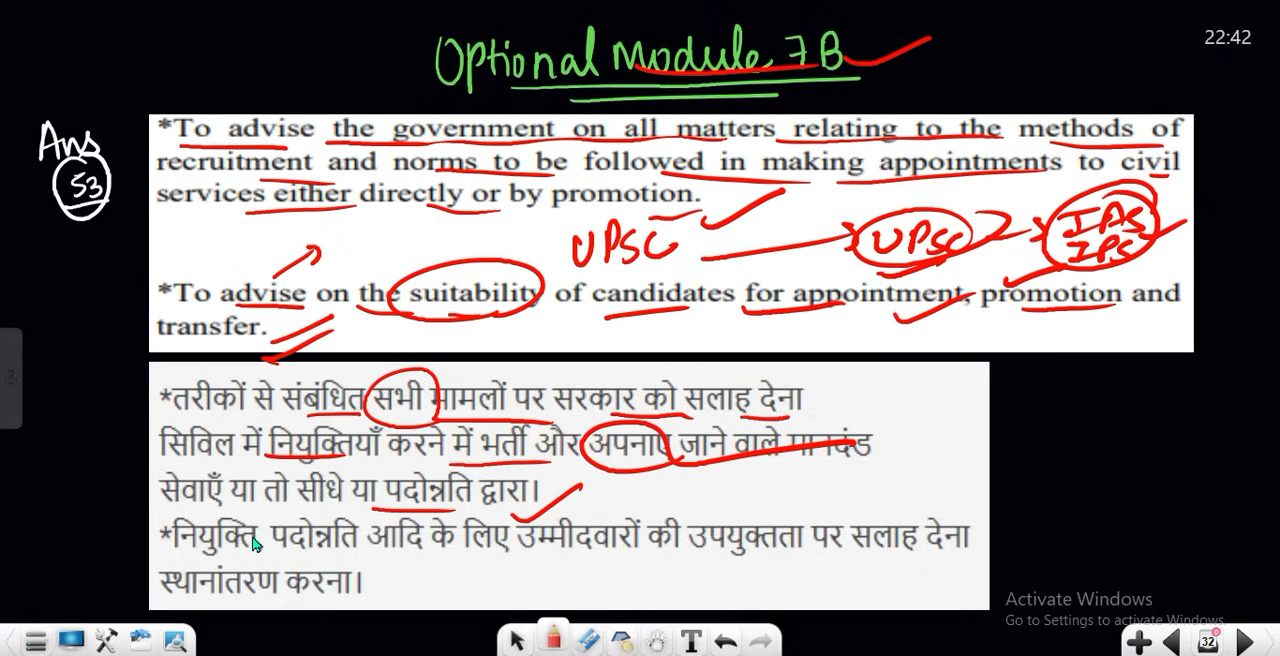 22:42
Optional Module 7B
Ans
53
*To advise the government on all matters relating to the methods of
recruitment and norms to be followed in making appointments to civil
services either directly or by promotion.
UPSC UPSC IAS
IPS
*To advise on the suitability of candidates for appointment, promotion and
transfer.
*तरीकों से संबंधित सभी मामलों पर सरकार को सलाह देना
सिविल में नियुक्तियाँ करने में भर्ती और अपनाए जाने वाले मानदंड
सेवाएँ या तो सीधे या पदोन्नति द्वारा।
*नियुक्ति, पदोन्नति आदि के लिए उम्मीदवारों की उपयुक्तता पर सलाह देना
स्थानांतरण करना।
Activate Windows
Go to Settings to activate Windows
T
32